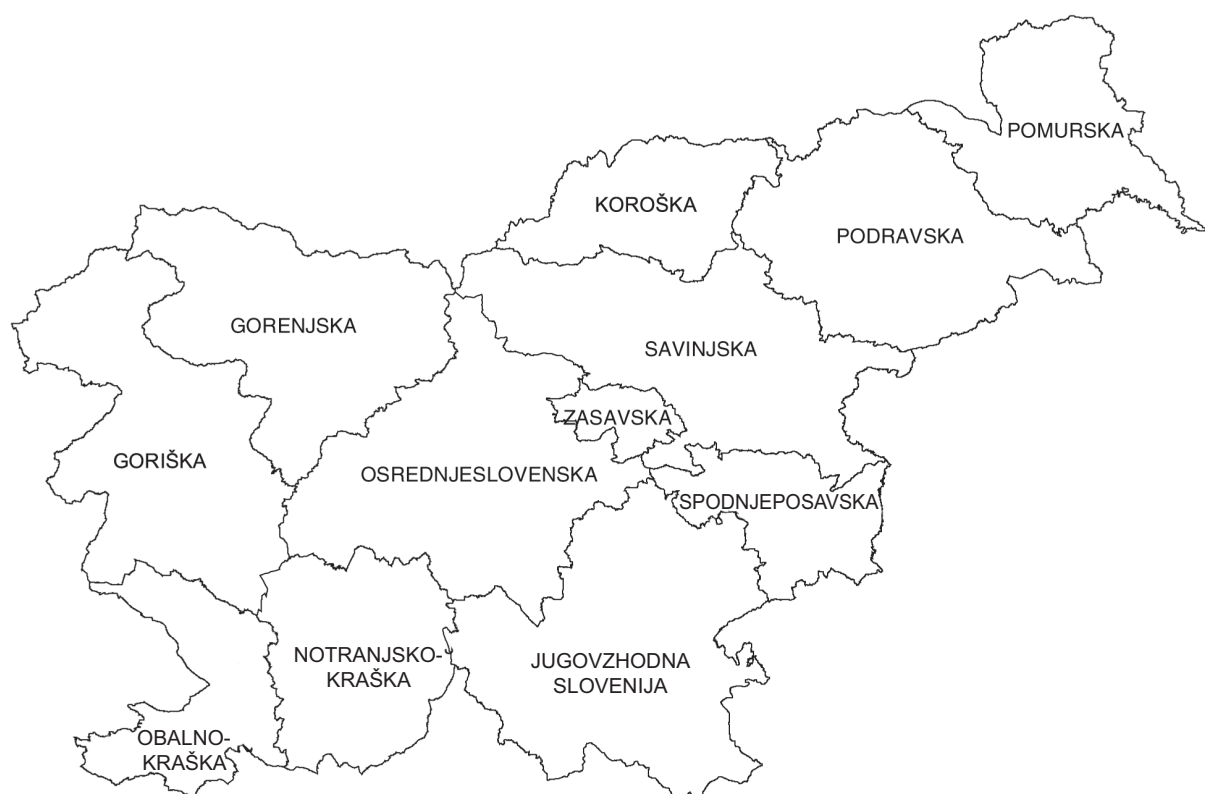 POMURSKA
KOROŠKA
PODRAVSKA
GORENJSKA
SAVINJSKA
ZASAVSKA
GORIŠKA
OSREDNJESLOVENSKA
SPODNJEPOSAVSKA
NOTRANJSKO-
KRAŠKA
JUGOVZHODNA
SLOVENIJA
OBALNO-
KRAŠKA